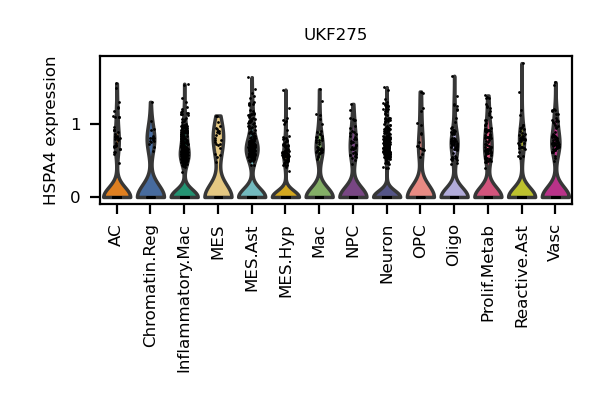 UKF275
HSPA4 expression
1
0
AC
Chromatin.Reg
Inflammatory.Mac
MES
MES.Ast
MES.Hyp
Mac
NPC
Neuron
OPC
Oligo
Prolif.Metab
Reactive.Ast
Vasc